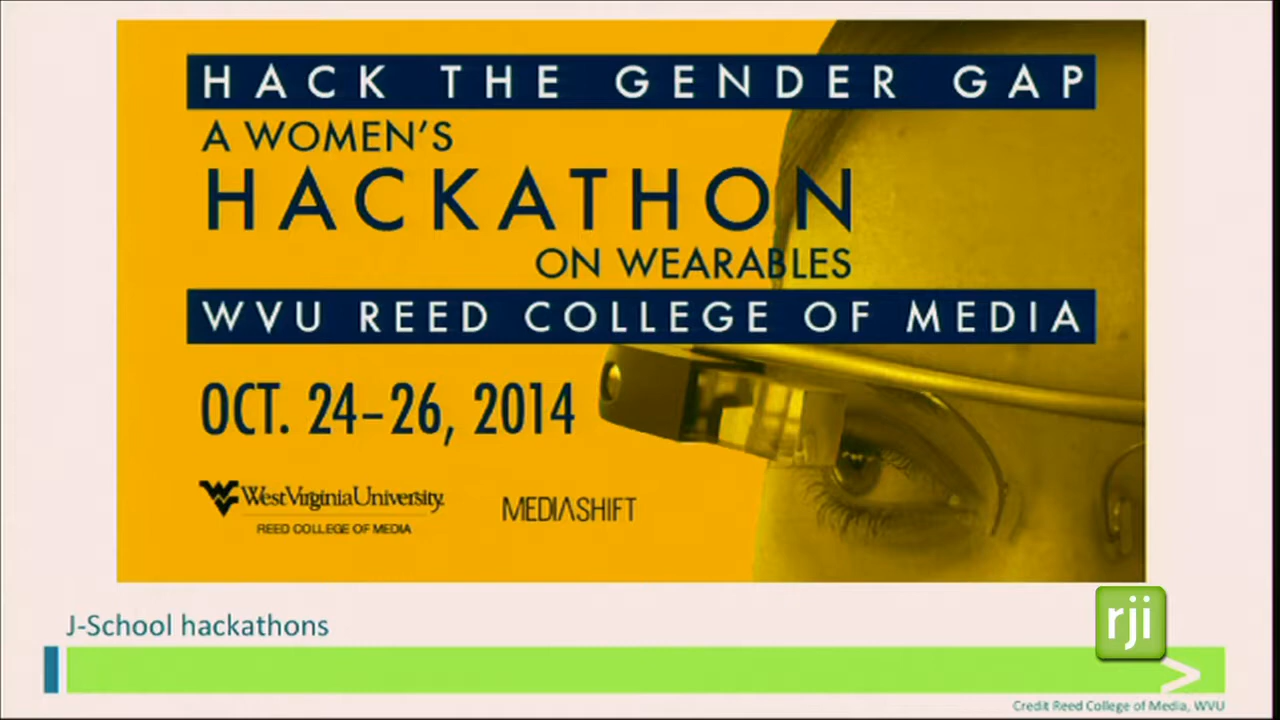 HACK THE GENDER GAP
A WOMEN'S
HACKATHON
ON WEARABLES
WVU REED COLLEGE OF MEDIA
OCT. 24–26, 2014
WestVirginiaUniversity.
REED COLLEGE OF MEDIA
MEDIASHIFT
J-School hackathons
rji
>
Credit Reed College of Media, WVU